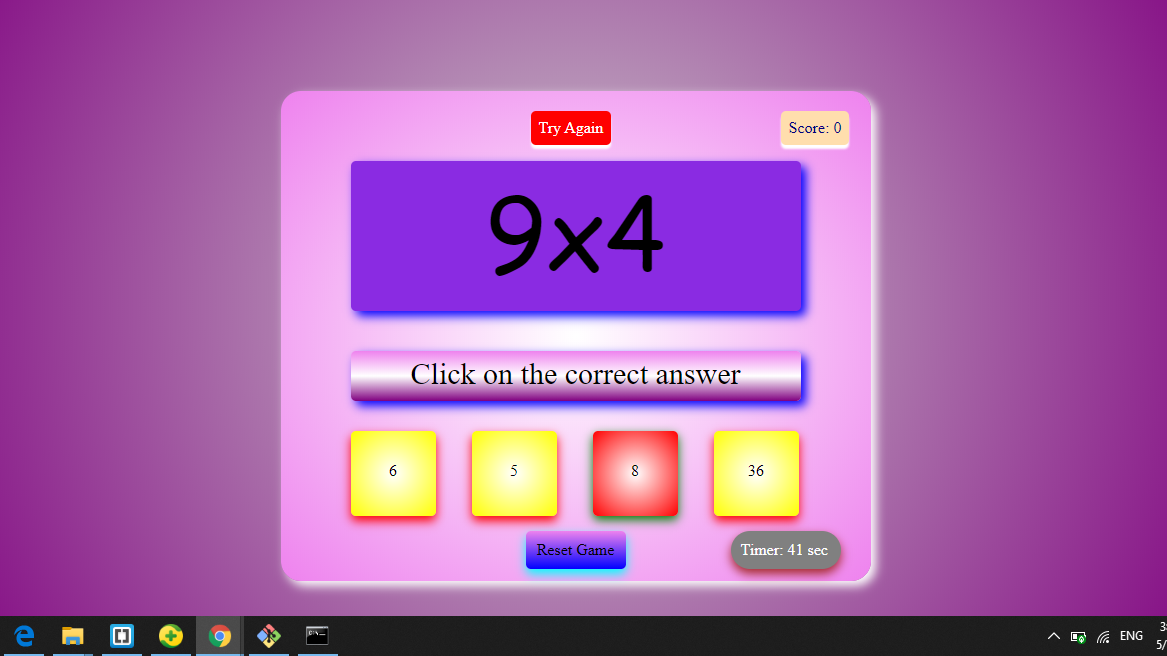 Try Again
Score: 0
9x4
Click on the correct answer
6 5 8 36
Reset Game
Timer: 41 sec
ENG